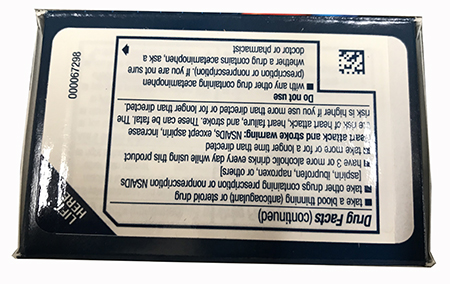 Drug Facts (continued)
■ take a blood thinning (anticoagulant) or steroid drug
■ take other drugs containing prescription or nonprescription NSAIDs
[aspirin, ibuprofen, naproxen, or others]
■ have 3 or more alcoholic drinks every day while using this product
■ take more or for a longer time than directed
Heart attack and stroke warning: NSAIDs, except aspirin, increase
the risk of heart attack, heart failure, and stroke. These can be fatal. The
risk is higher if you use more than directed or for longer than directed.
Do not use
■ with any other drug containing acetaminophen
(prescription or nonprescription). If you are not sure
whether a drug contains acetaminophen, ask a
doctor or pharmacist
000067298
LIFT
HERE